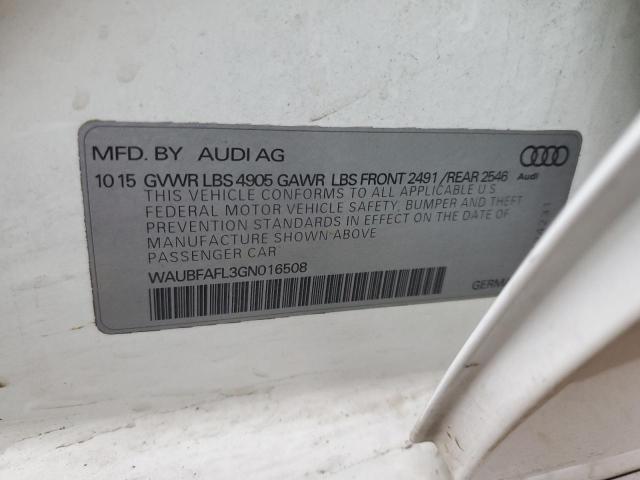 MFD. BY AUDI AG
10 15 GVWR LBS 4905 GAWR LBS FRONT 2491 /REAR 2546
Audi
THIS VEHICLE CONFORMS TO ALL APPLICABLE U.S
FEDERAL MOTOR VEHICLE SAFETY, BUMPER AND THEFT
PREVENTION STANDARDS IN EFFECT ON THE DATE OF
MANUFACTURE SHOWN ABOVE
PASSENGER CAR
WAUBFAFL3GN016508